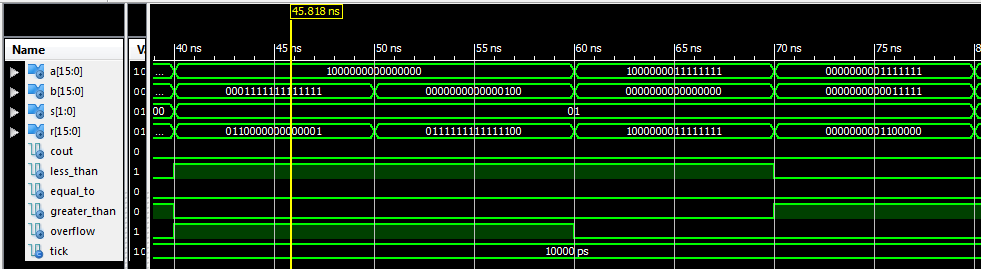 45.818 ns
Name V
40 ns 45 ns 50 ns 55 ns 60 ns 65 ns 70 ns 75 ns 8
a[15:0] 10 ... 1000000000000000 1000000011111111 0000000001111111
b[15:0] 00 ... 0001111111111111 0000000000000100 0000000000000000 0000000000011111
s[1:0] 01 00 01
r[15:0] 01 ... 0110000000000001 0111111111111100 1000000011111111 0000000001100000
cout 0
less_than 1
equal_to 0
greater_than 0
overflow 1
tick 10 10000 ps